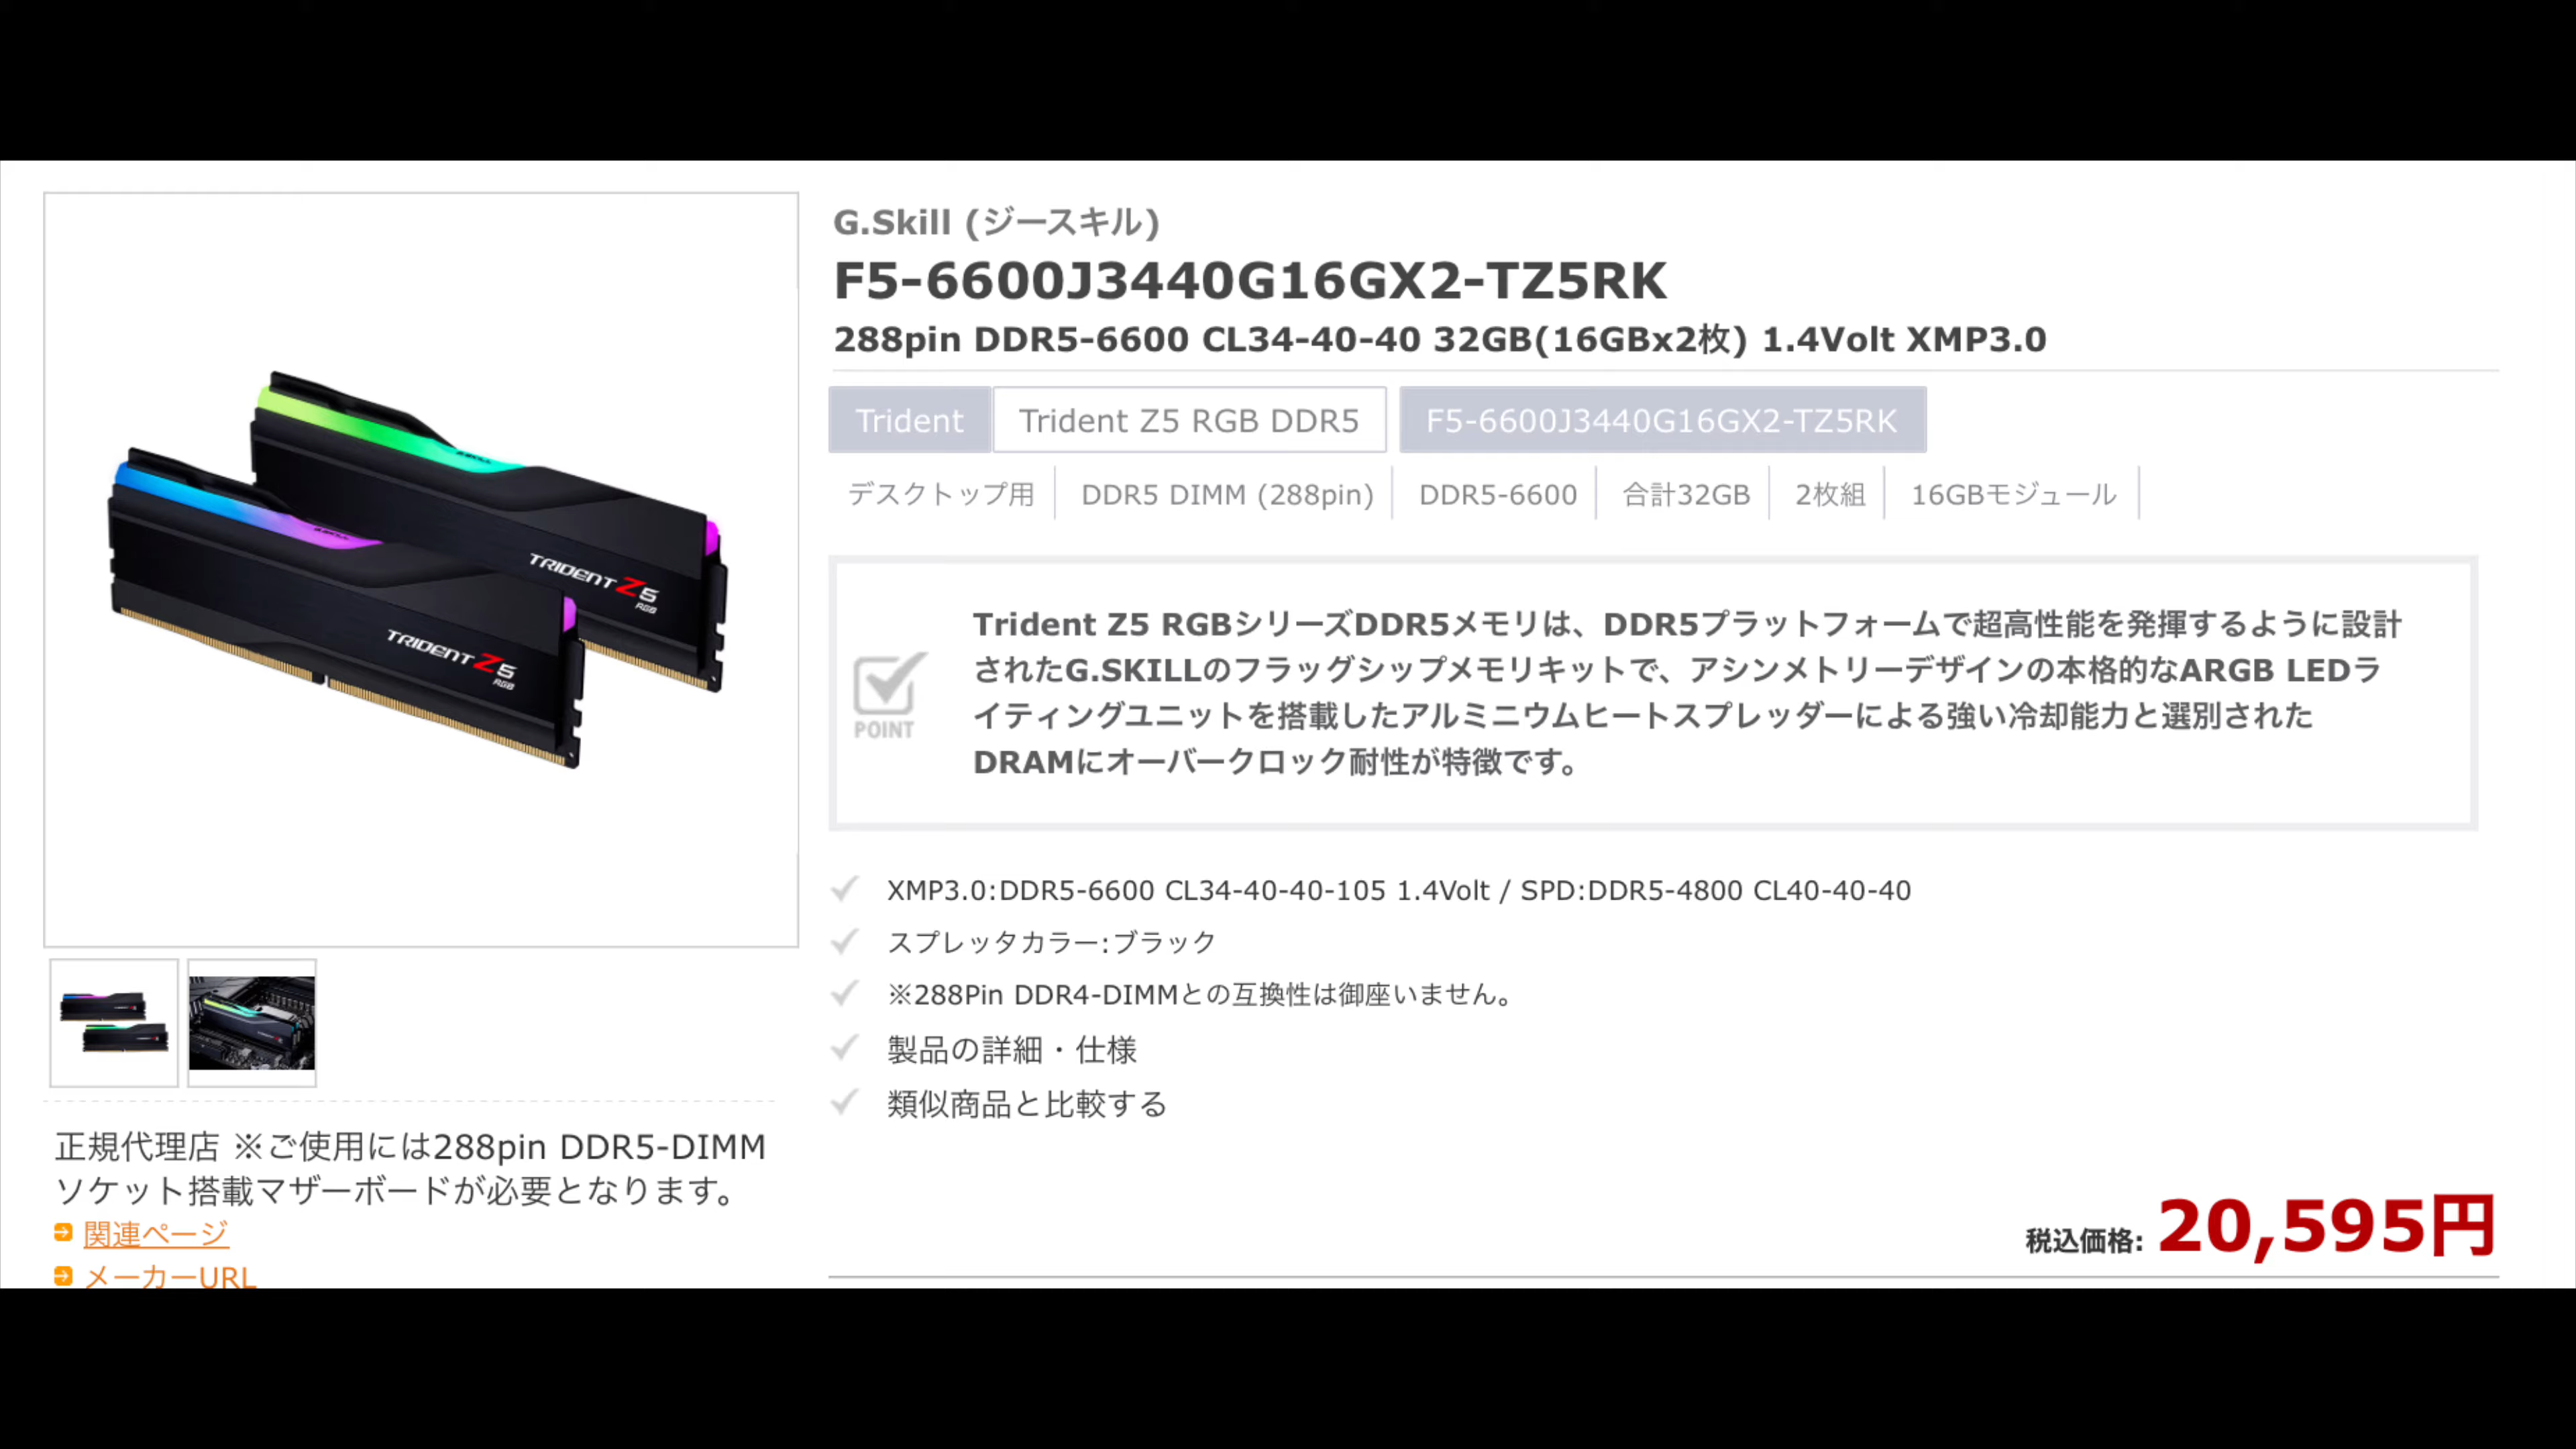 G.Skill (ジースキル)
F5-6600J3440G16GX2-TZ5RK
288pin DDR5-6600 CL34-40-40 32GB(16GBx2枚) 1.4Volt XMP3.0
Trident Trident Z5 RGB DDR5 F5-6600J3440G16GX2-TZ5RK
デスクトップ用 DDR5 DIMM (288pin) DDR5-6600 合計32GB 2枚組 16GBモジュール
TRIDENT Z5
RGB
TRIDENT Z5
RGB
POINT
Trident Z5 RGBシリーズDDR5メモリは、DDR5プラットフォームで超高性能を発揮するように設計
されたG.SKILLのフラッグシップメモリキットで、アシンメトリーデザインの本格的なARGB LEDラ
イティングユニットを搭載したアルミニウムヒートスプレッダーによる強い冷却能力と選別された
DRAMにオーバークロック耐性が特徴です。
XMP3.0:DDR5-6600 CL34-40-40-105 1.4Volt / SPD:DDR5-4800 CL40-40-40
スプレッタカラー:ブラック
※288Pin DDR4-DIMMとの互換性は御座いません。
製品の詳細・仕様
類似商品と比較する
正規代理店 ※ご使用には288pin DDR5-DIMM
ソケット搭載マザーボードが必要となります。
関連ページ
メーカーURL
税込価格: 20,595円